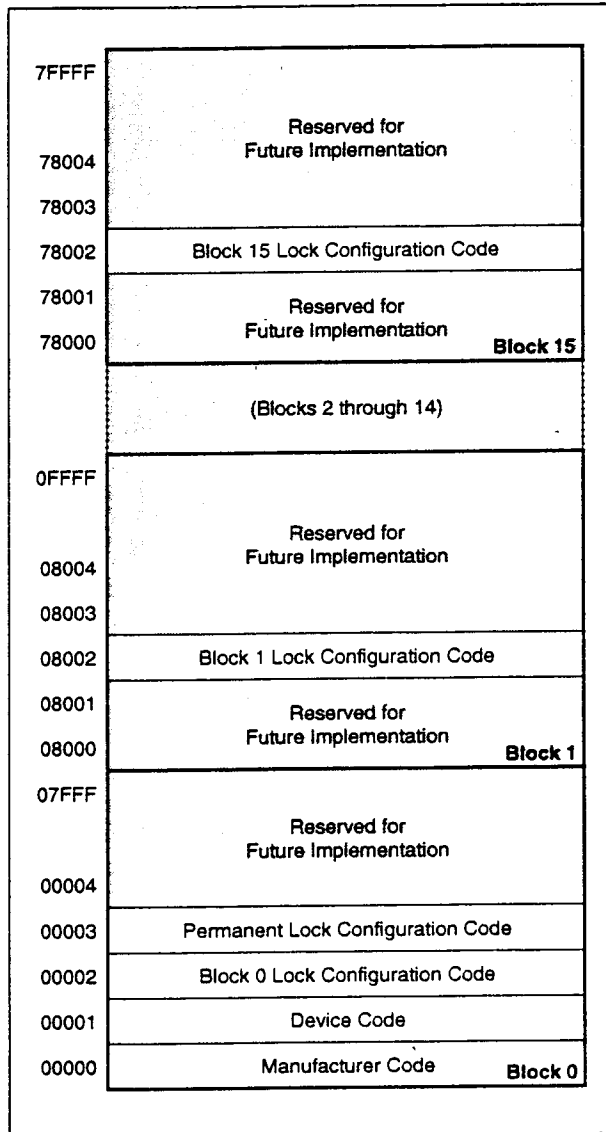 7FFFF
Reserved for
Future Implementation
78004
78003
78002 Block 15 Lock Configuration Code
78001
Reserved for
Future Implementation
78000
Block 15
(Blocks 2 through 14)
0FFFF
Reserved for
Future Implementation
08004
08003
08002 Block 1 Lock Configuration Code
08001
Reserved for
Future Implementation
08000
Block 1
07FFF
Reserved for
Future Implementation
00004
00003 Permanent Lock Configuration Code
00002 Block 0 Lock Configuration Code
00001 Device Code
00000 Manufacturer Code Block 0